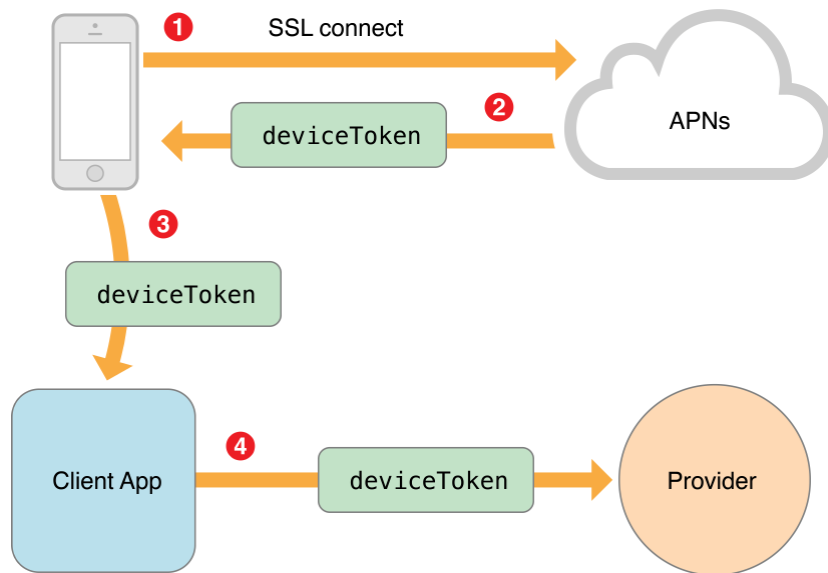 1
SSL connect
2
deviceToken
APNs
3
deviceToken
4
Client App
deviceToken
Provider